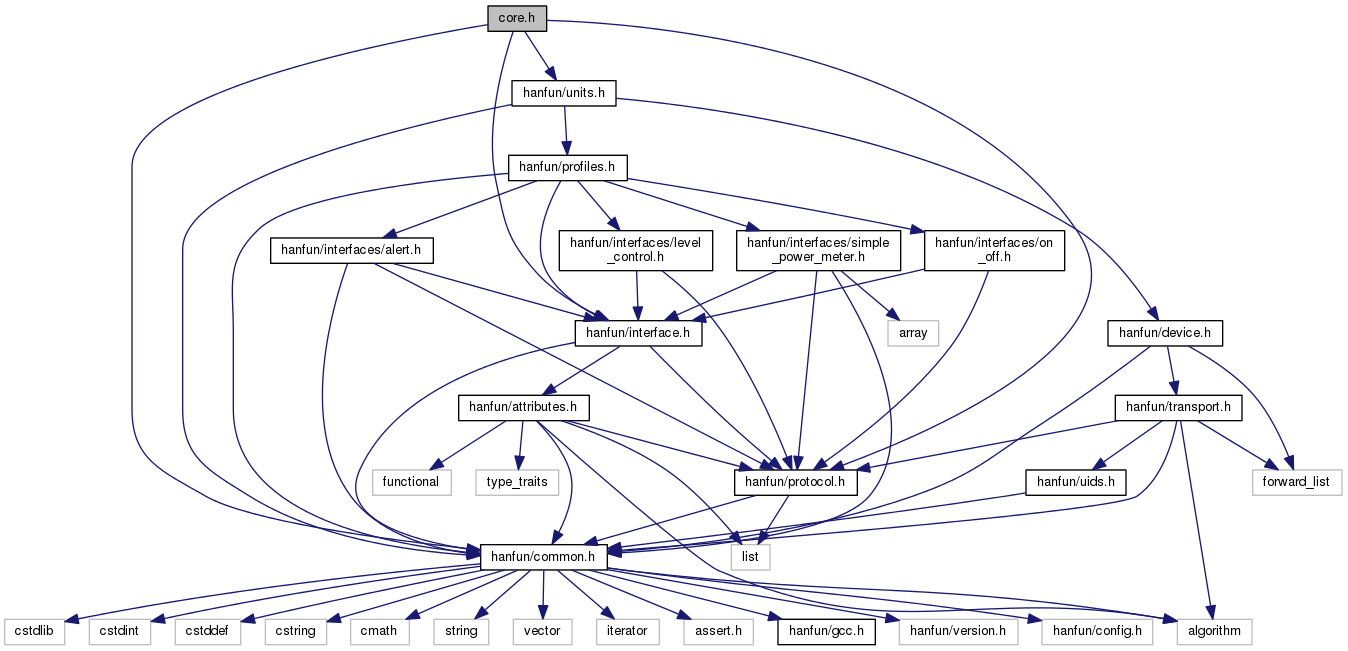 core.h
hanfun/units.h
hanfun/profiles.h
hanfun/interfaces/alert.h
hanfun/interfaces/level
_control.h
hanfun/interfaces/simple
_power_meter.h
hanfun/interfaces/on
_off.h
hanfun/interface.h
array
hanfun/device.h
hanfun/attributes.h
hanfun/transport.h
functional
type_traits
hanfun/protocol.h
hanfun/uids.h
forward_list
hanfun/common.h
list
cstdlib
cstdint
cstddef
cstring
cmath
string
vector
iterator
assert.h
hanfun/gcc.h
hanfun/version.h
hanfun/config.h
algorithm